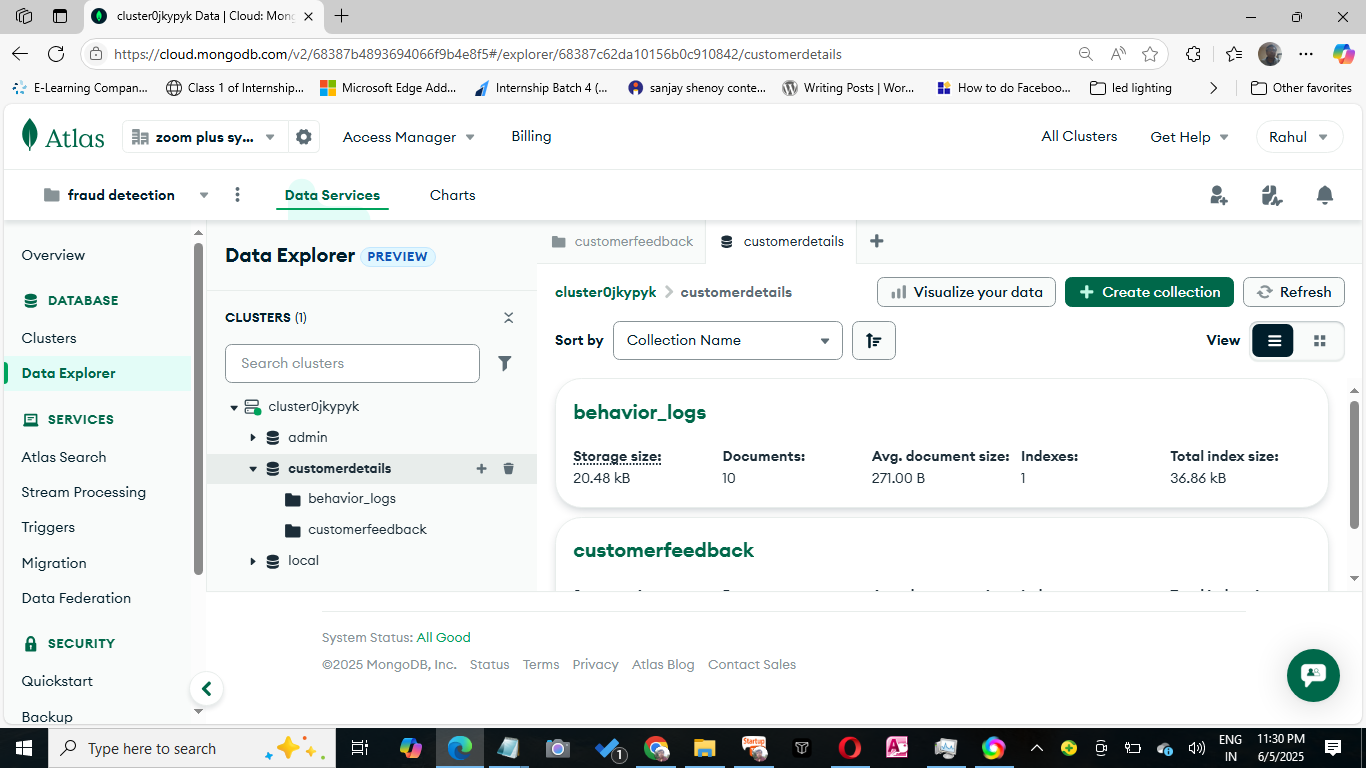 cluster0jkypyk Data | Cloud: Mong
https://cloud.mongodb.com/v2/68387b4893694066f9b4e8f5#/explorer/68387c62da10156b0c910842/customerdetails
E-Learning Compan... Class 1 of Internship... Microsoft Edge Add... Internship Batch 4 (... sanjay shenoy conte... Writing Posts | Wor... How to do Faceboo... led lighting Other favorites
Atlas zoom plus sy... Access Manager Billing All Clusters Get Help Rahul
fraud detection Data Services Charts
Overview
DATABASE
Clusters
Data Explorer
SERVICES
Atlas Search
Stream Processing
Triggers
Migration
Data Federation
SECURITY
Quickstart
Backup
Data Explorer PREVIEW
CLUSTERS (1)
Search clusters
cluster0jkypyk
admin
customerdetails
behavior_logs
customerfeedback
local
customerfeedback customerdetails
cluster0jkypyk > customerdetails Visualize your data + Create collection Refresh
Sort by Collection Name View
behavior_logs
Storage size: Documents: Avg. document size: Indexes: Total index size:
20.48 kB 10 271.00 B 1 36.86 kB
customerfeedback
System Status: All Good
©2025 MongoDB, Inc. Status Terms Privacy Atlas Blog Contact Sales
Type here to search
1
ENG
IN
11:30 PM
6/5/2025